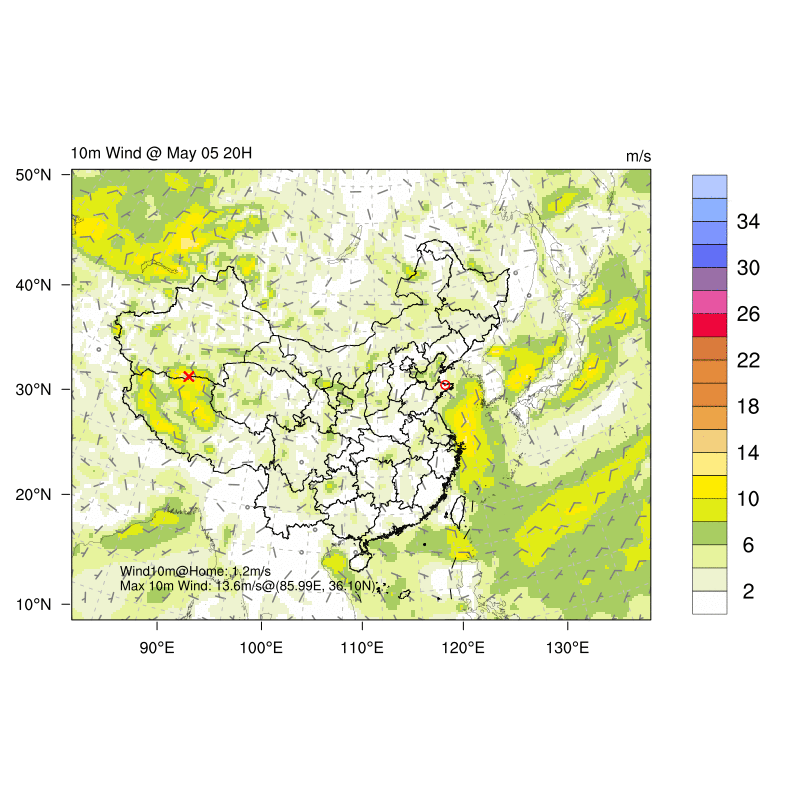 10m Wind @ May 05 20H
m/s
50°N
40°N
30°N
20°N
10°N
90°E
100°E
110°E
120°E
130°E
34
30
26
22
18
14
10
6
2
Wind10m@Home: 1.2m/s
Max 10m Wind: 13.6m/s@(85.99E, 36.10N)